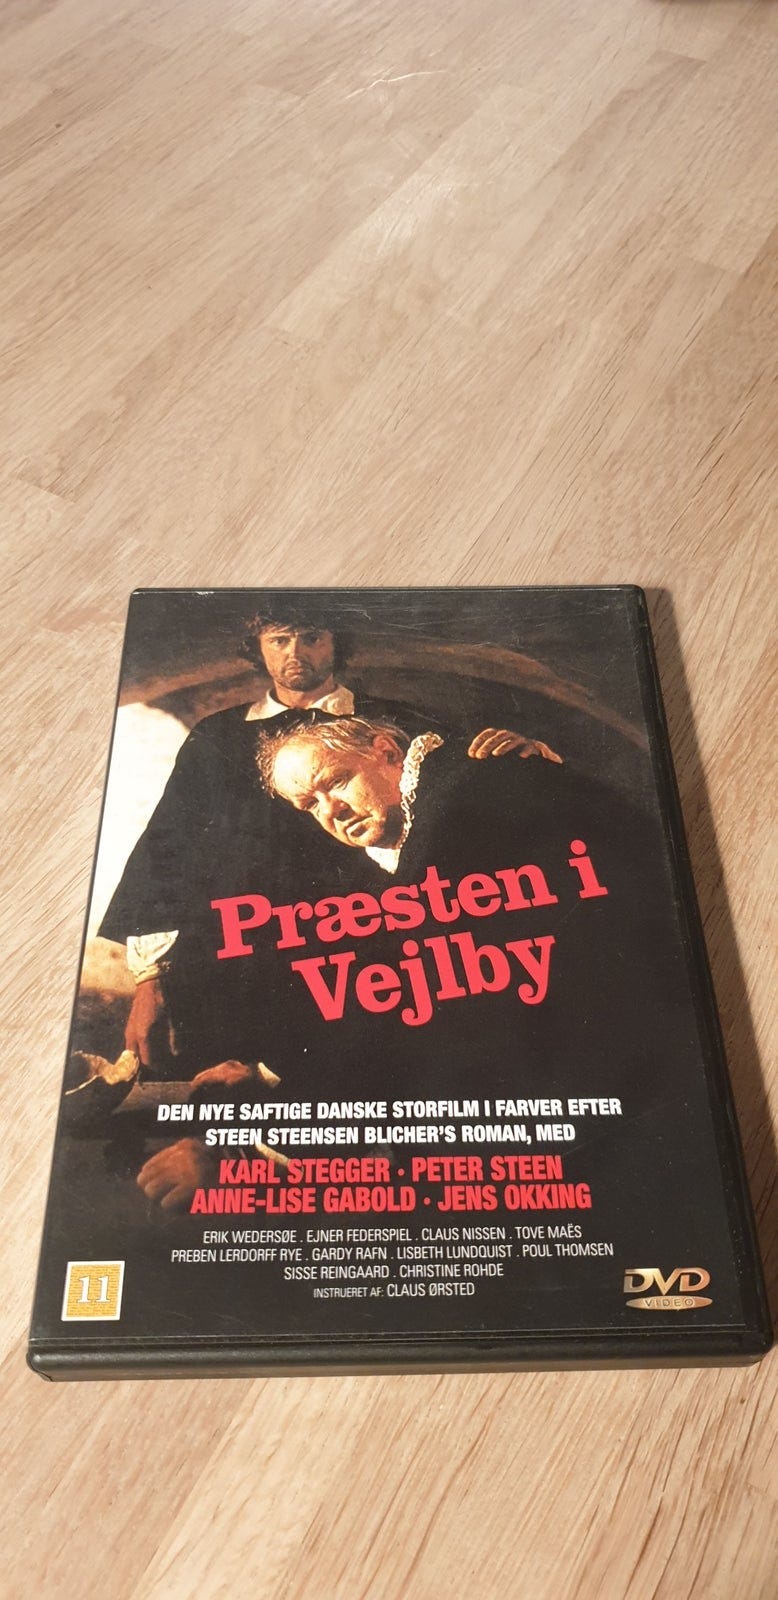 Præsten i
Vejlby
DEN NYE SAFTIGE DANSKE STORFILM I FARVER EFTER
STEEN STEENSEN BLICHER'S ROMAN, MED
KARL STEGGER · PETER STEEN
ANNE-LISE GABOLD · JENS OKKING
ERIK WEDERSØE . EJNER FEDERSPIEL . CLAUS NISSEN . TOVE MAËS
PREBEN LERDORFF RYE . GARDY RAFN . LISBETH LUNDQUIST . POUL THOMSEN
SISSE REINGAARD . CHRISTINE ROHDE
INSTRUERET AF: CLAUS ØRSTED
11
DVD
VIDEO